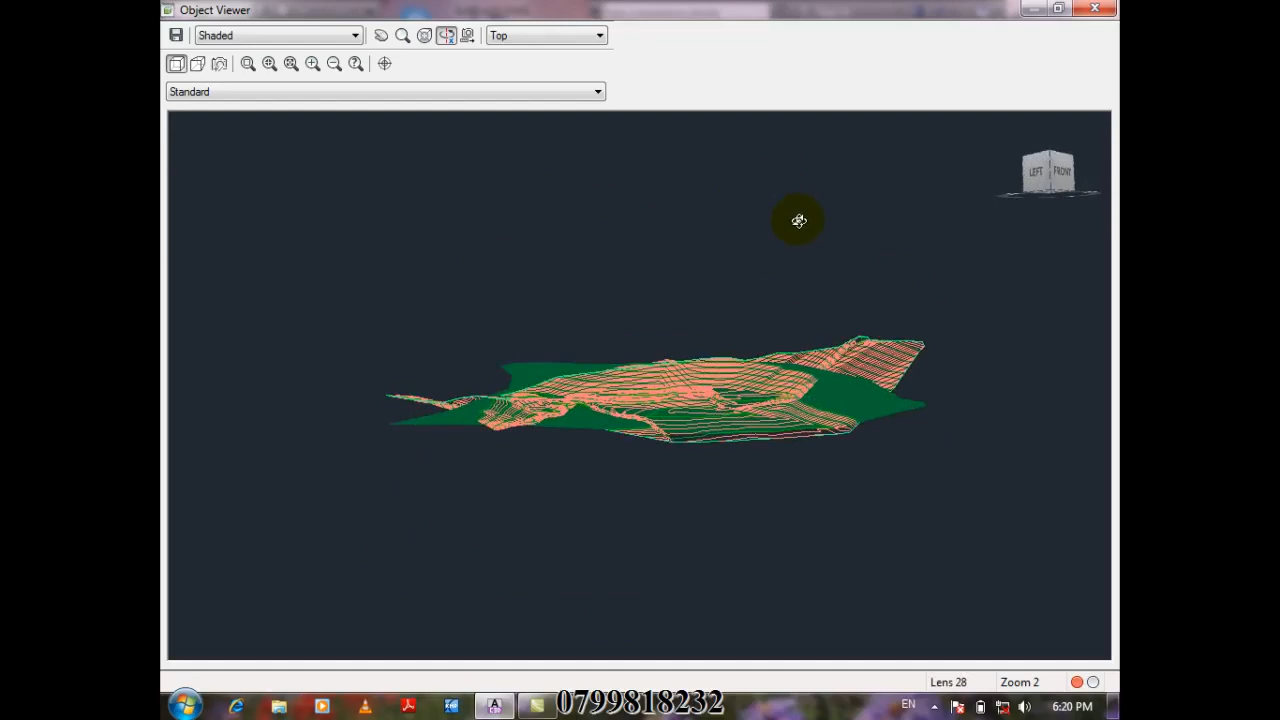 Object Viewer
Shaded
Top
Standard
LEFT
FRONT
Lens 28
Zoom 2
0799818232
EN
6:20 PM